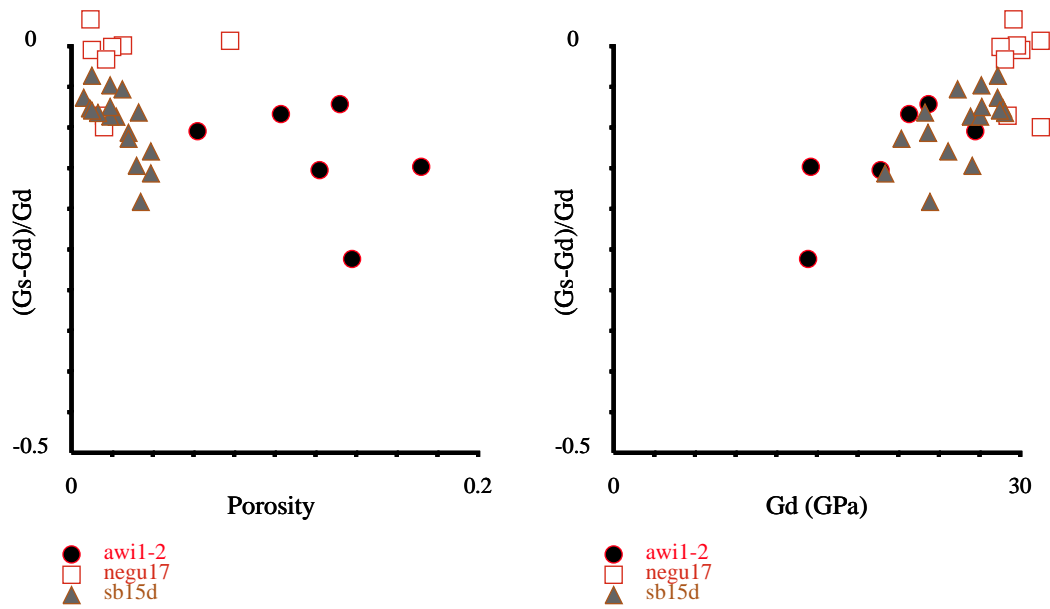 0
(Gs-Gd)/Gd
-0.5
0
0.2
Porosity
awi1-2
negu17
sb15d
0
(Gs-Gd)/Gd
-0.5
0
30
Gd (GPa)
awi1-2
negu17
sb15d